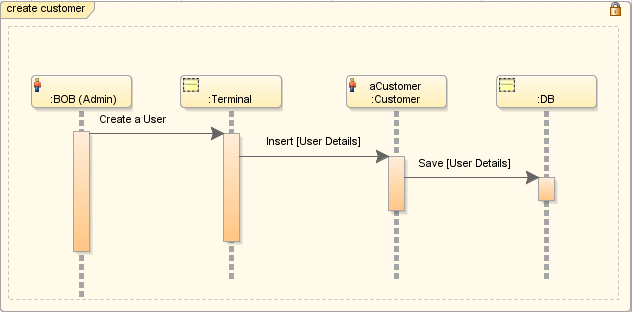 create customer
:BOB (Admin)
:Terminal
aCustomer
:Customer
:DB
Create a User
Insert [User Details]
Save [User Details]